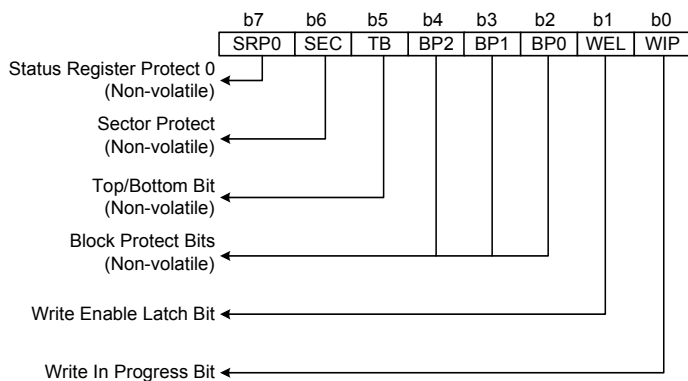 b7 b6 b5 b4 b3 b2 b1 b0
SRP0 SEC TB BP2 BP1 BP0 WEL WIP
Status Register Protect 0
(Non-volatile)
Sector Protect
(Non-volatile)
Top/Bottom Bit
(Non-volatile)
Block Protect Bits
(Non-volatile)
Write Enable Latch Bit
Write In Progress Bit